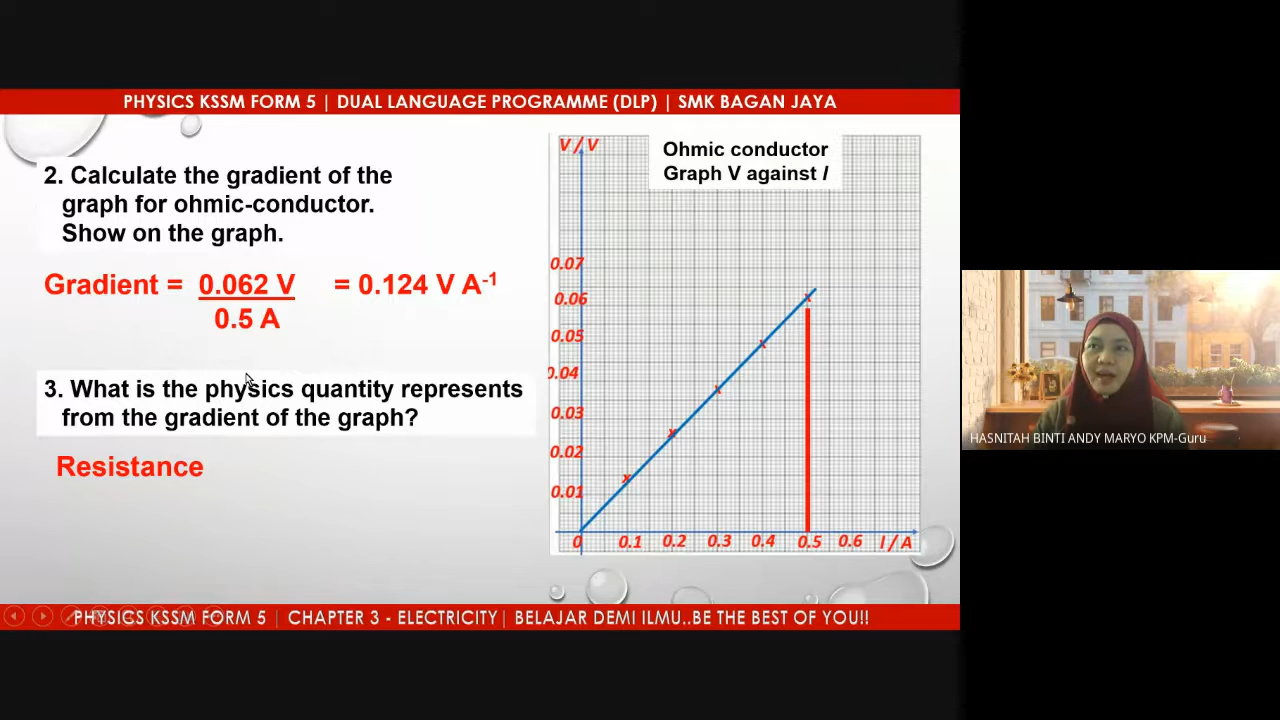 PHYSICS KSSM FORM 5 | DUAL LANGUAGE PROGRAMME (DLP) | SMK BAGAN JAYA
2. Calculate the gradient of the
graph for ohmic-conductor.
Show on the graph.
Gradient = 0.062 V = 0.124 V A⁻¹
0.5 A
3. What is the physics quantity represents
from the gradient of the graph?
Resistance
V / V
Ohmic conductor
Graph V against I
0.07
0.06
0.05
0.04
0.03
0.02
0.01
0 0.1 0.2 0.3 0.4 0.5 0.6 I / A
HASNITAH BINTI ANDY MARYO KPM-Guru
PHYSICS KSSM FORM 5 | CHAPTER 3 - ELECTRICITY| BELAJAR DEMI ILMU..BE THE BEST OF YOU!!